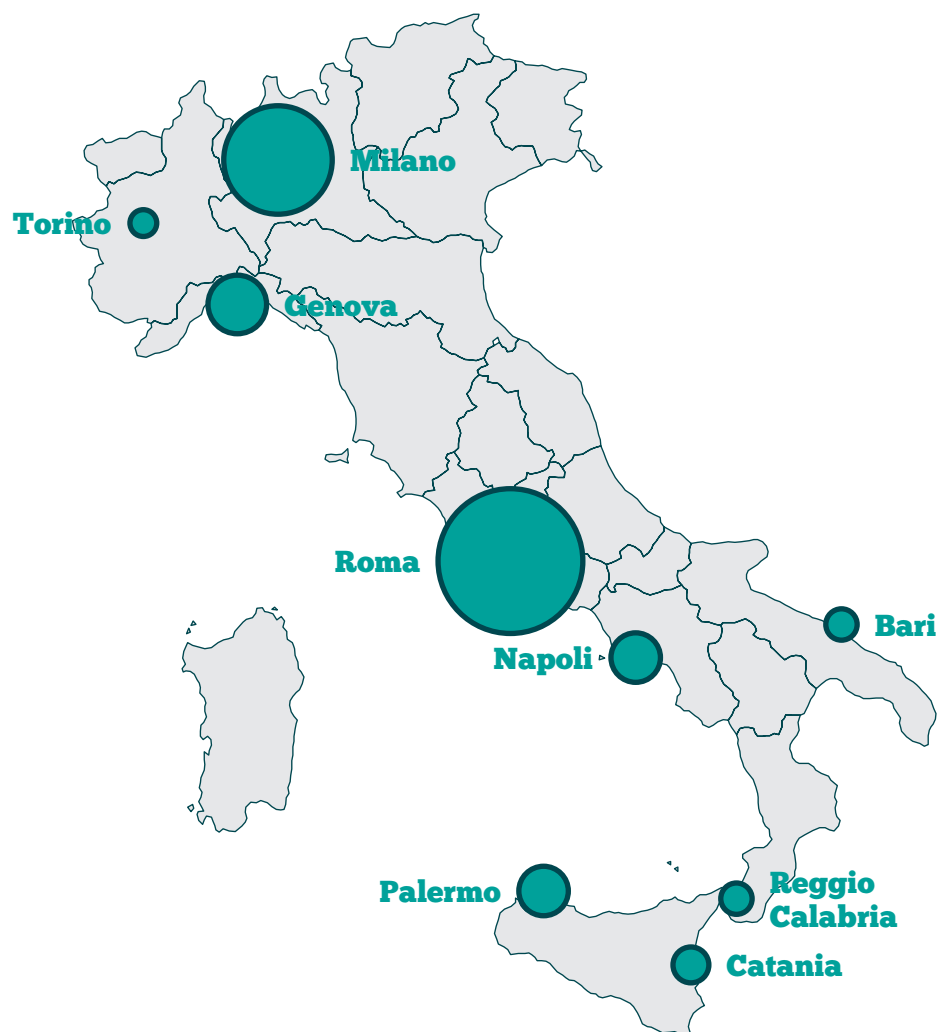 Milano
Torino
Genova
Roma
Bari
Napoli
Palermo
Reggio
Calabria
Catania